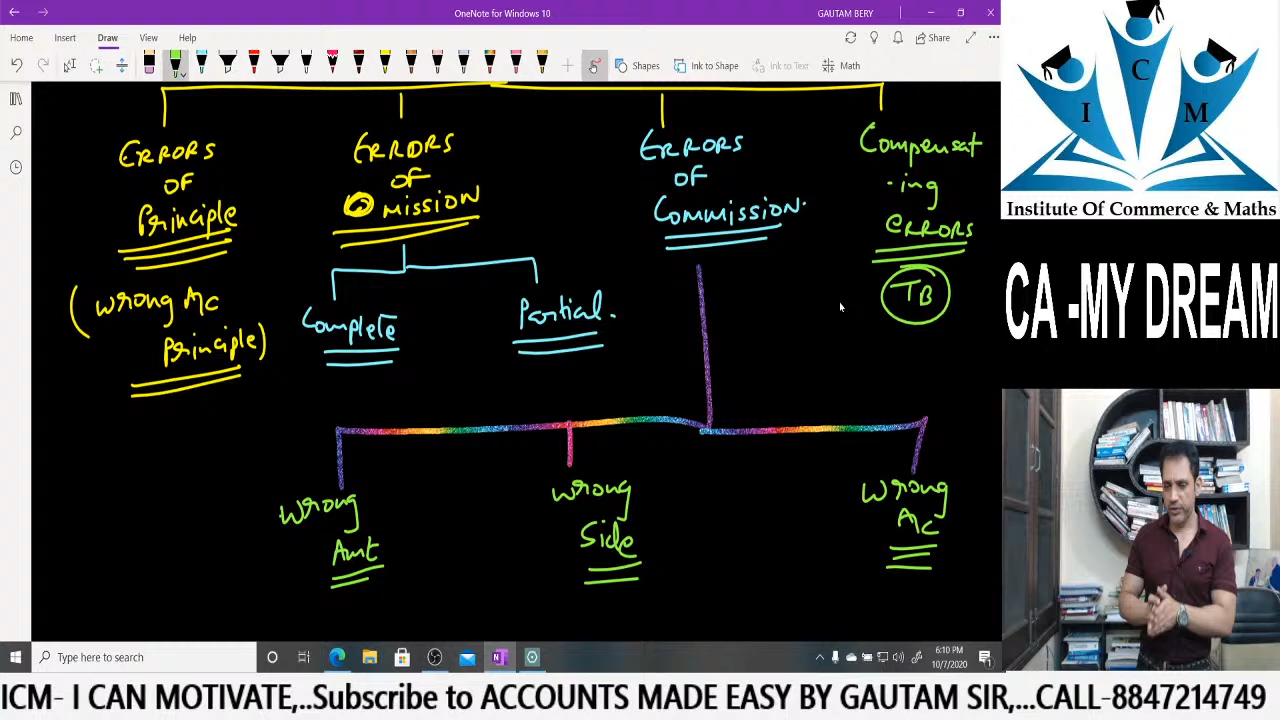 OneNote for Windows 10
GAUTAM BERY
Home
Insert
Draw
View
Help
Share
Shapes
Ink to Shape
Ink to Text
Math
ERRORS
OF
Principle
(Wrong A/c
Principle)
ERRORS
OF
OMISSION
Complete
Partial.
ERRORS
OF
Commission.
Compensat
-ing
ERRORS
TB
Wrong
Amt
Wrong
Side
Wrong
A/c
I C M
Institute Of Commerce & Maths
CA -MY DREAM
Type here to search
6:10 PM
10/7/2020
ICM- I CAN MOTIVATE,..Subscribe to ACCOUNTS MADE EASY BY GAUTAM SIR,...CALL-8847214749